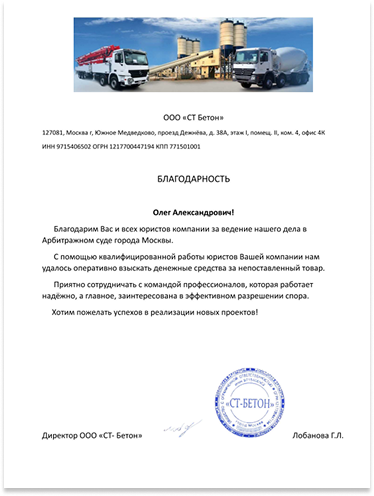 ООО «СТ Бетон»
127081, Москва г, Южное Медведково, проезд Дежнёва, д. 38А, этаж I, помещ. II, ком. 4, офис 4К
ИНН 9715406502 ОГРН 1217700447194 КПП 771501001
БЛАГОДАРНОСТЬ
Олег Александрович!
Благодарим Вас и всех юристов компании за ведение нашего дела в
Арбитражном суде города Москвы.
С помощью квалифицированной работы юристов Вашей компании нам
удалось оперативно взыскать денежные средства за непоставленный товар.
Приятно сотрудничать с командой профессионалов, которая работает
надёжно, а главное, заинтересована в эффективном разрешении спора.
Хотим пожелать успехов в реализации новых проектов!
«СТ-БЕТОН»
Директор ООО «СТ- Бетон» Лобанова Г.Л.